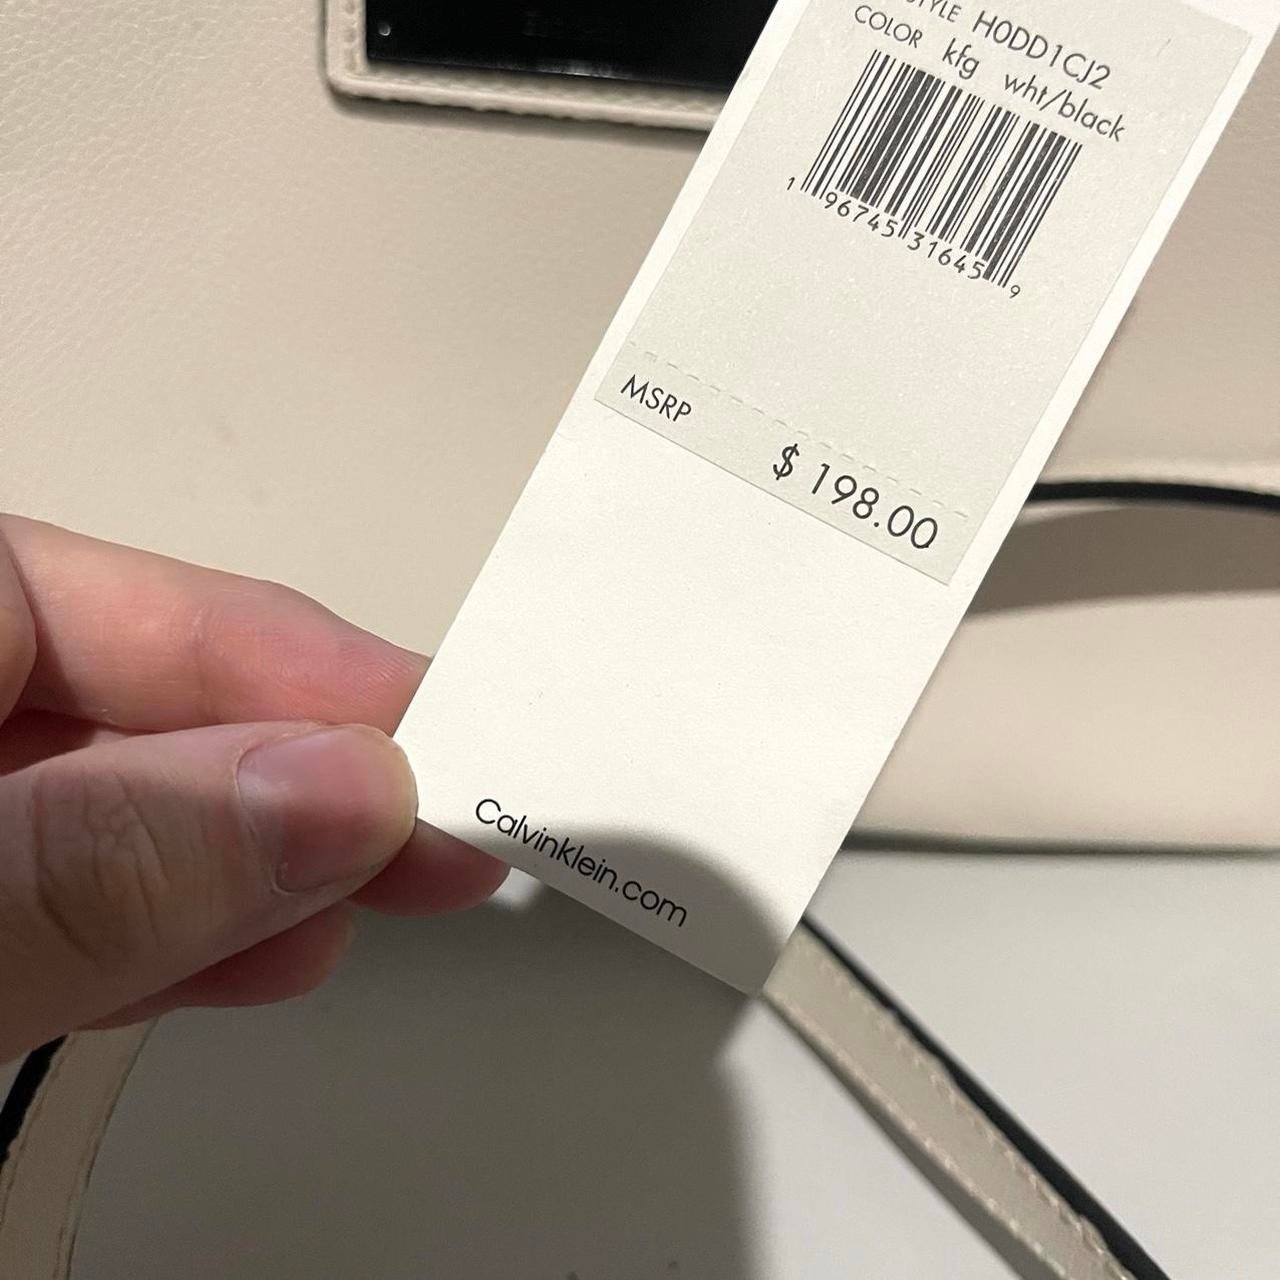 STYLE H0DD1CJ2
COLOR kfg wht/black
1 96745 31645 9
MSRP
$ 198.00
Calvinklein.com